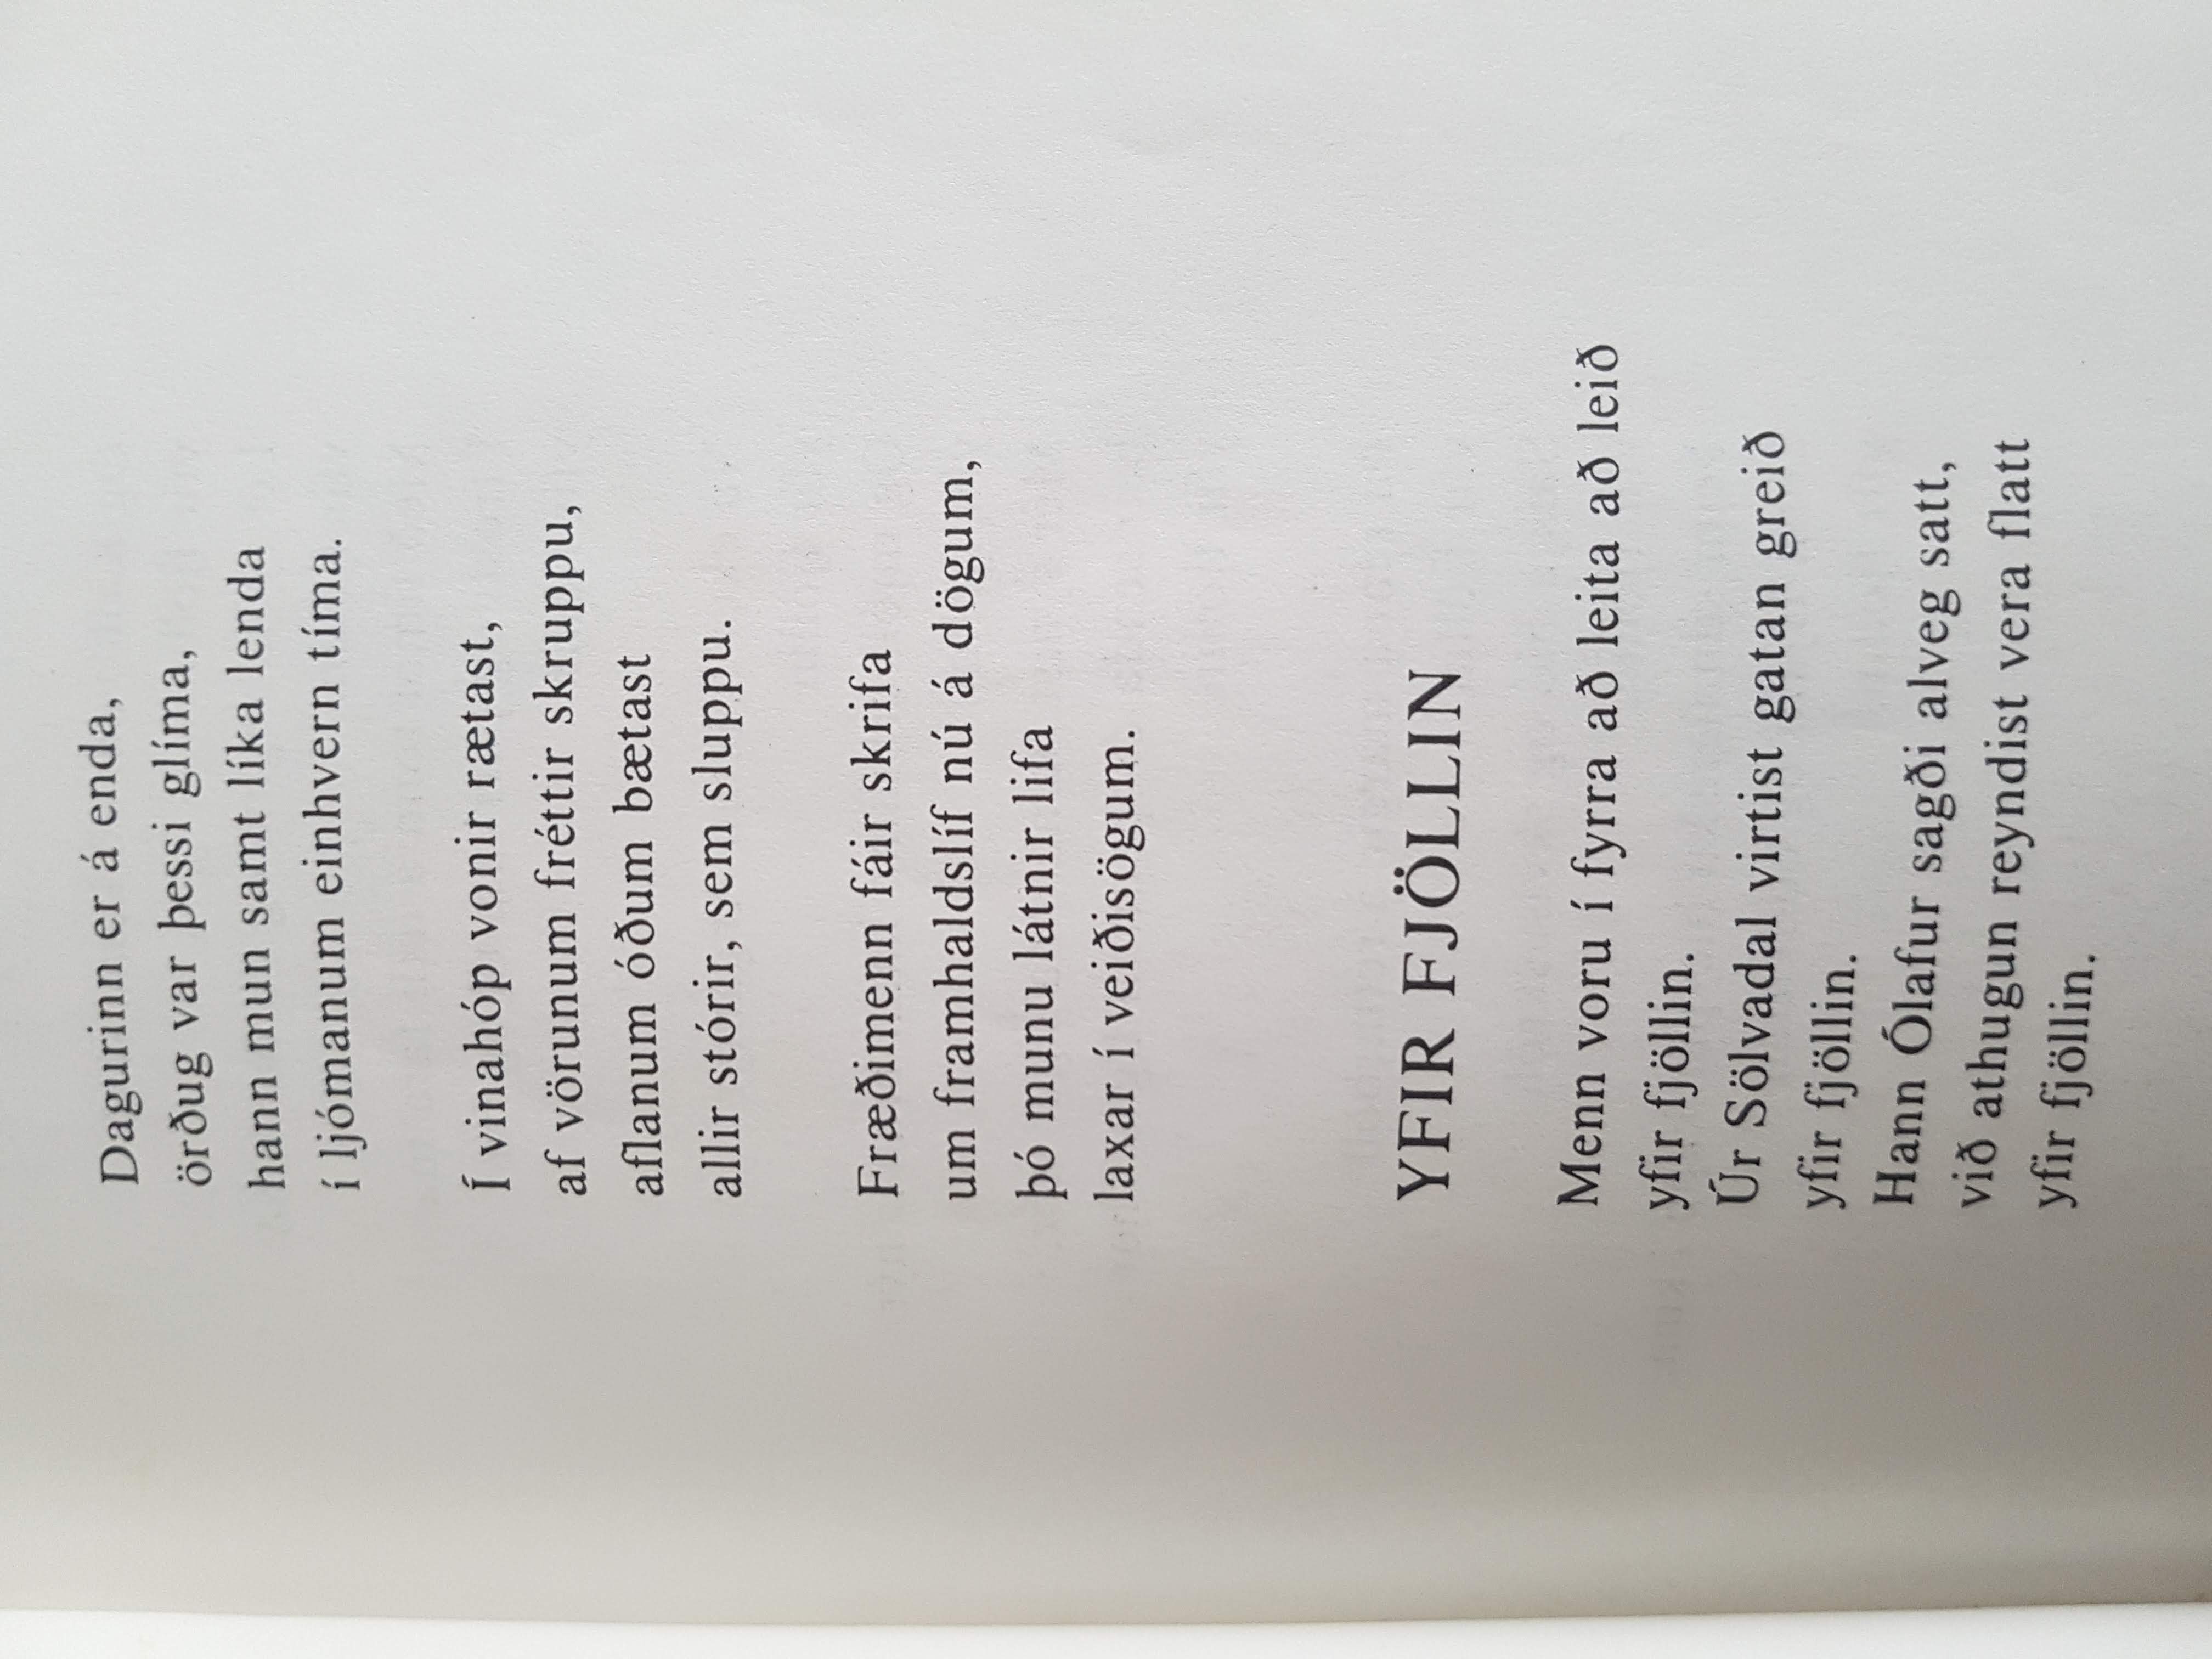 Dagurinn er á enda,
örðug var þessi glíma,
hann mun samt líka lenda
í ljómanum einhvern tíma.
Í vinahóp vonir rætast,
af vörunum fréttir skruppu,
aflanum óðum bætast
allir stórir, sem sluppu.
Fræðimenn fáir skrifa
um framhaldslíf nú á dögum,
þó munu látnir lifa
laxar í veiðisögum.
YFIR FJÖLLIN
Menn voru í fyrra að leita að leið
yfir fjöllin.
Úr Sölvadal virtist gatan greið
yfir fjöllin.
Hann Ólafur sagði alveg satt,
við athugun reyndist vera flatt
yfir fjöllin.